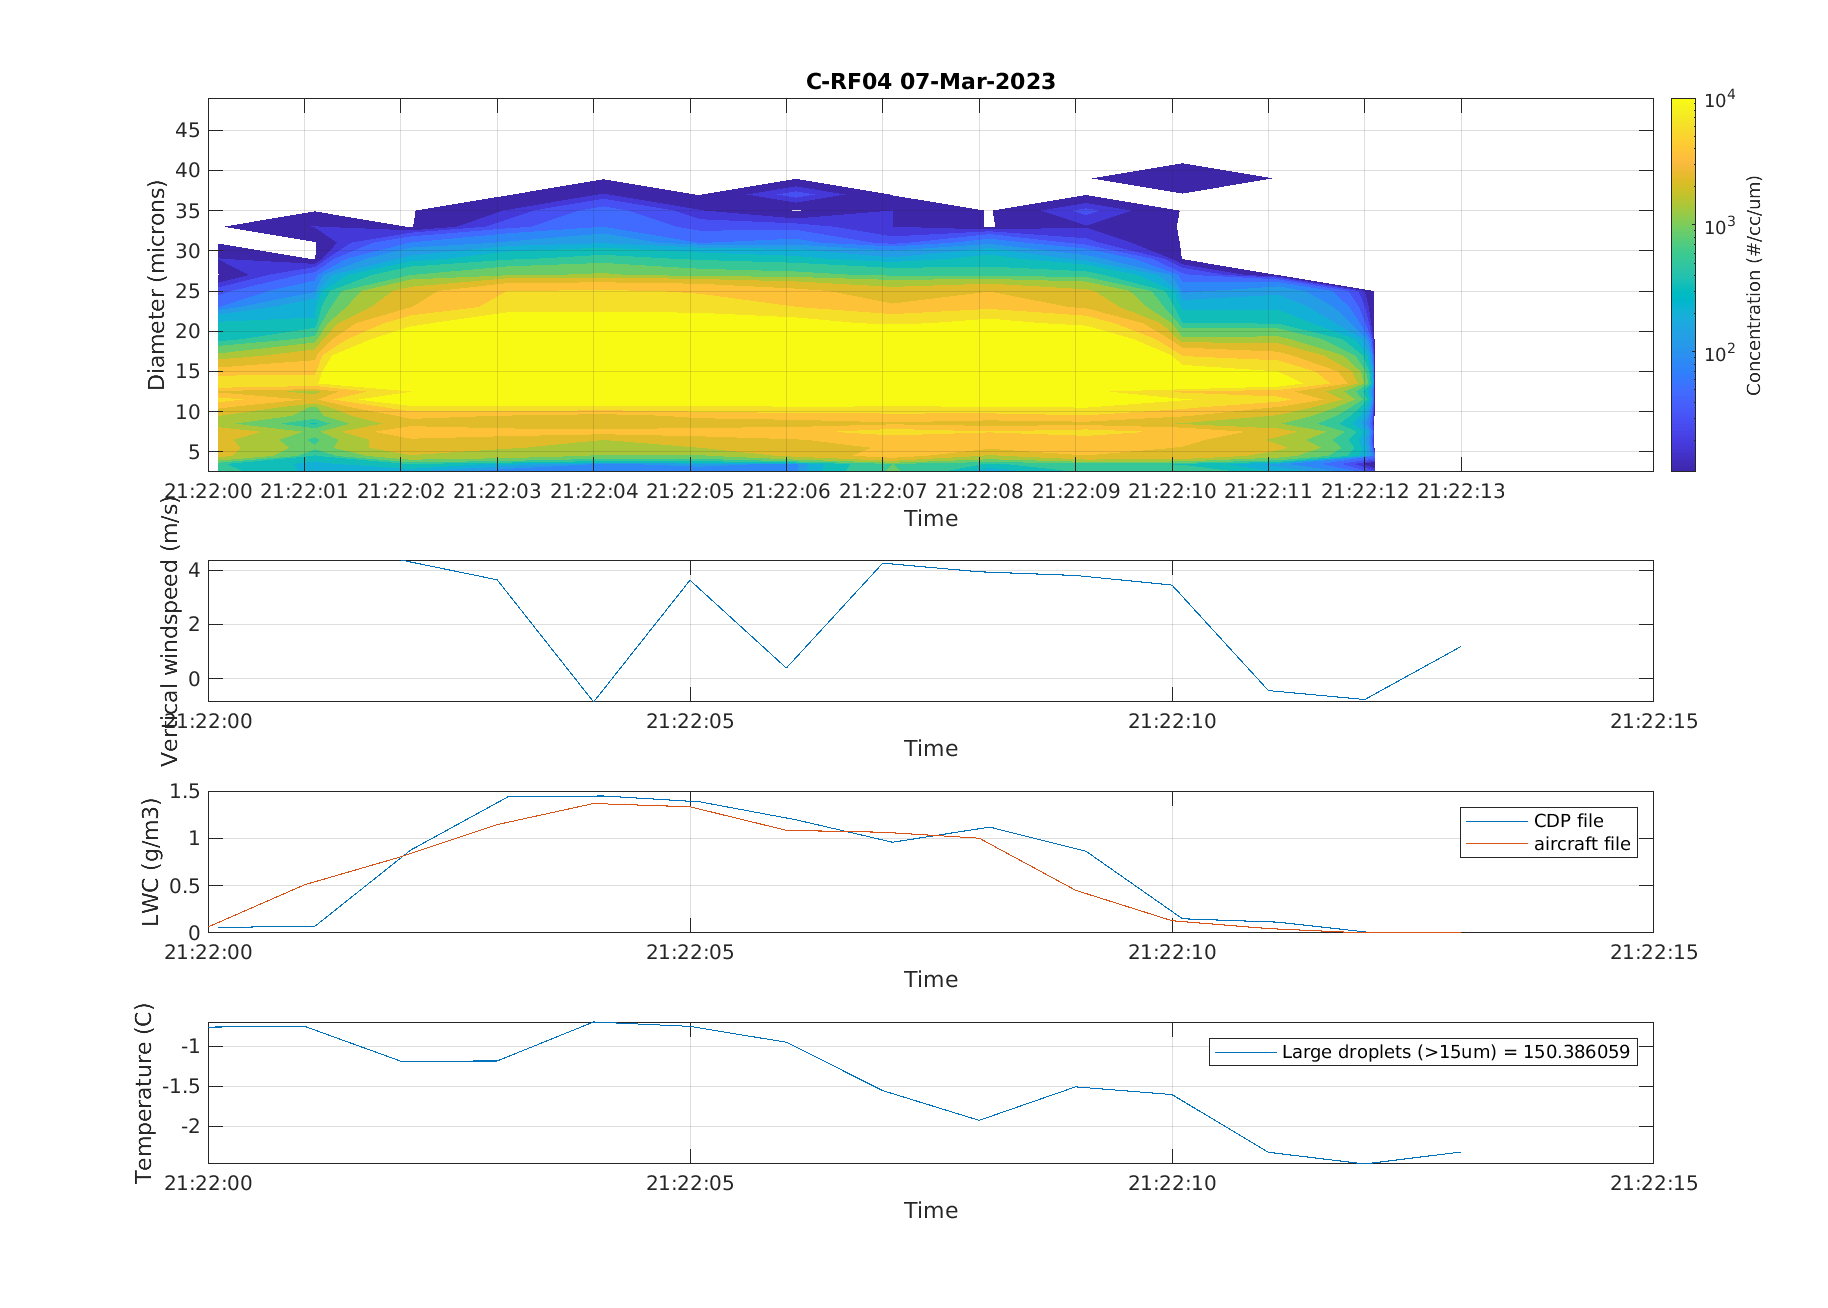 C-RF04 07-Mar-2023
45
40
35
30
25
20
15
10
5
Diameter (microns)
21:22:00 21:22:01 21:22:02 21:22:03 21:22:04 21:22:05 21:22:06 21:22:07 21:22:08 21:22:09 21:22:10 21:22:11 21:22:12 21:22:13
Time
10^4
10^3
10^2
Concentration (#/cc/um)
4
2
0
Vertical windspeed (m/s)
21:22:00 21:22:05 21:22:10 21:22:15
Time
1.5
1
0.5
0
LWC (g/m3)
CDP file
aircraft file
21:22:00 21:22:05 21:22:10 21:22:15
Time
-1
-1.5
-2
Temperature (C)
Large droplets (>15um) = 150.386059
21:22:00 21:22:05 21:22:10 21:22:15
Time